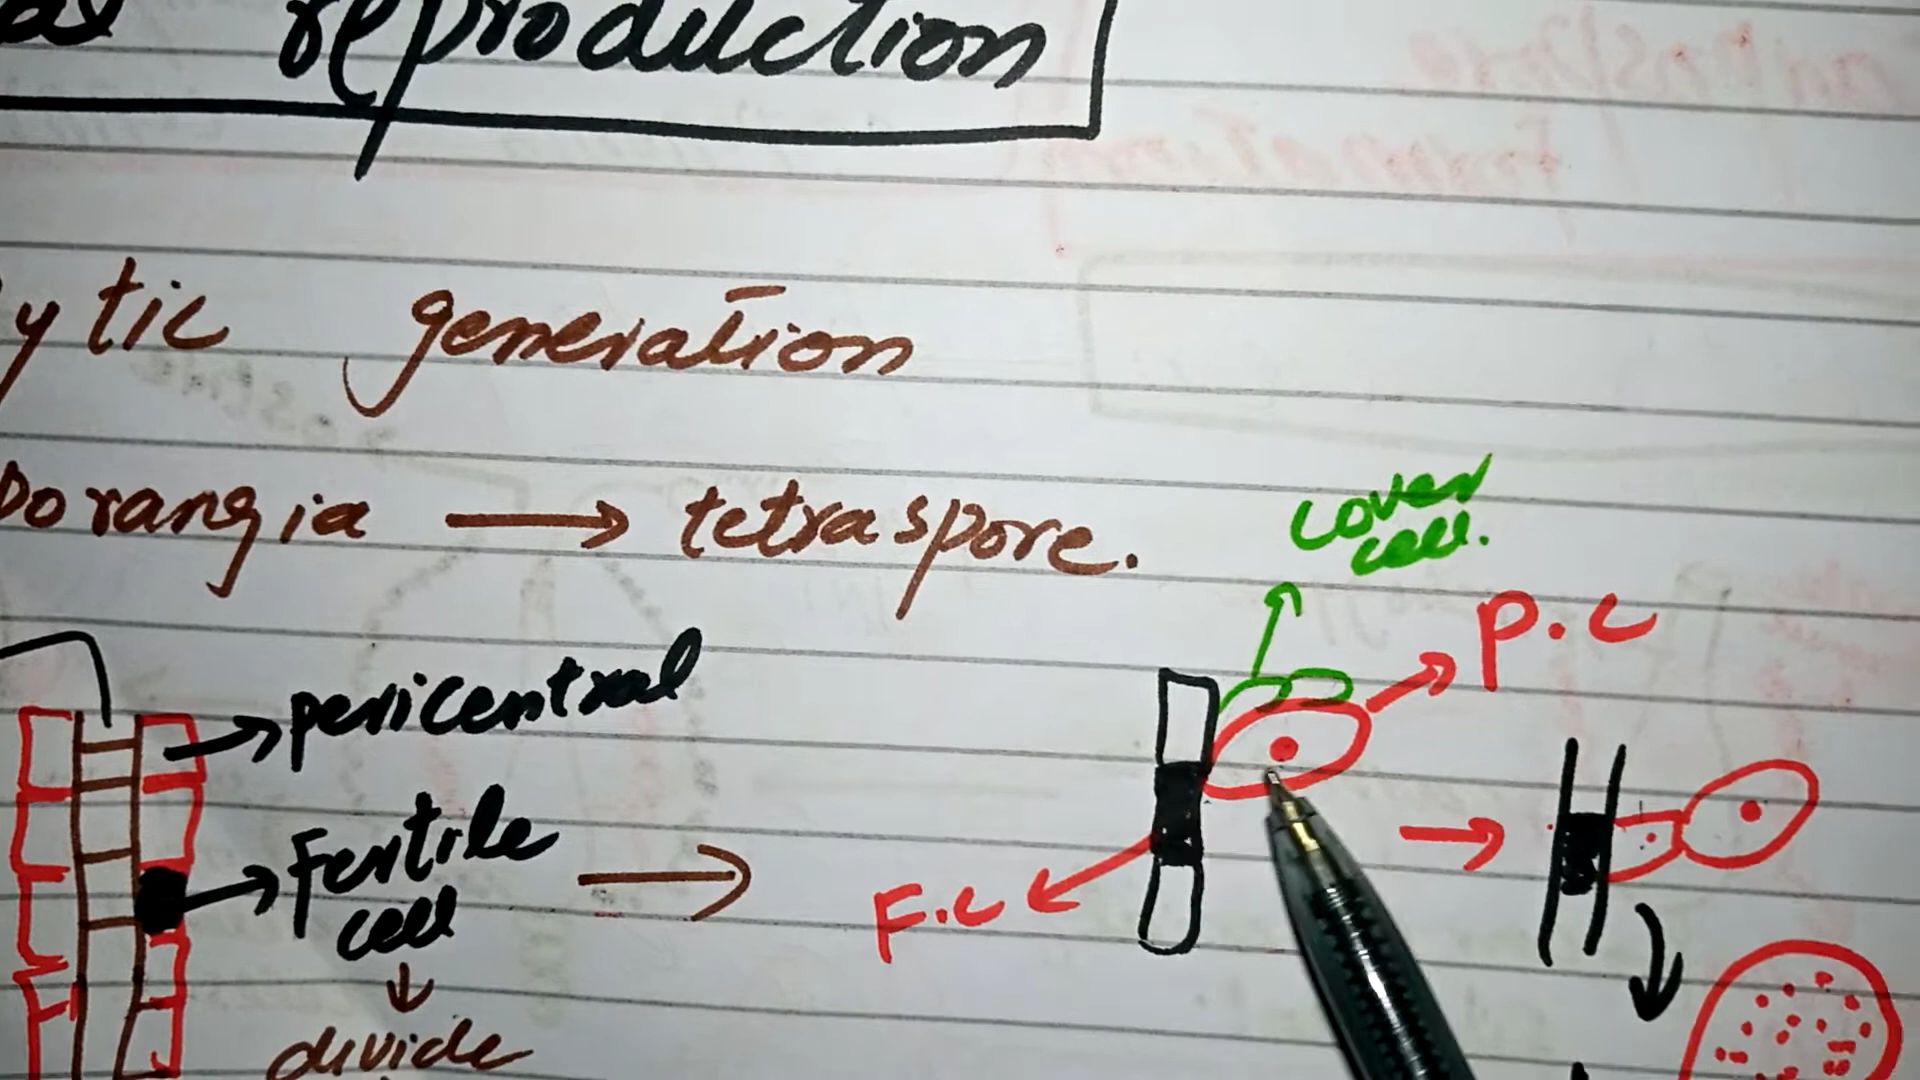 reproduction
ytic generation
porangia → tetraspore.
cover
cell.
P.C
pericentral
Fertile
cell
F.C
divide